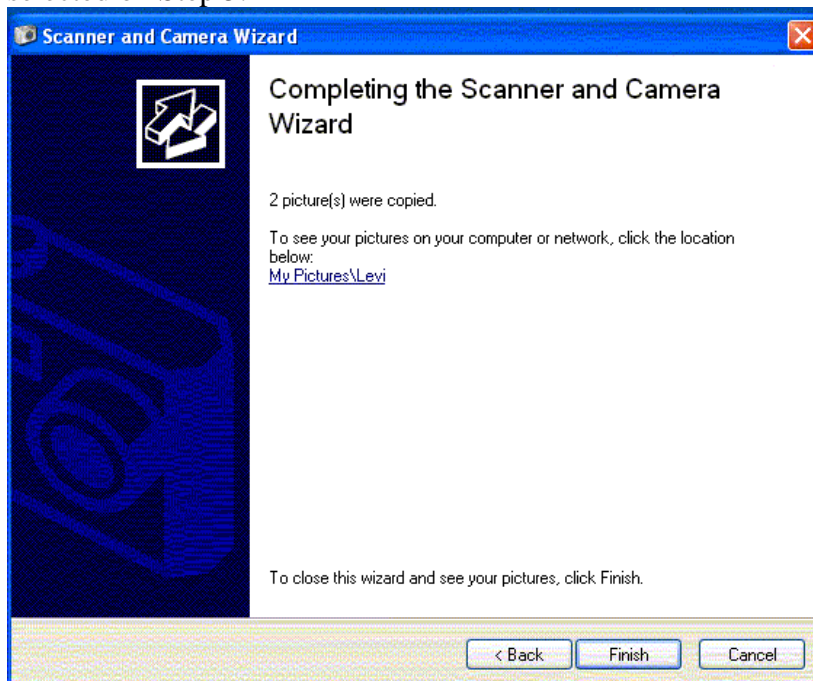 Scanner and Camera Wizard
Completing the Scanner and Camera
Wizard
2 picture(s) were copied.
To see your pictures on your computer or network, click the location
below:
My Pictures\Levi
To close this wizard and see your pictures, click Finish.
< Back Finish Cancel